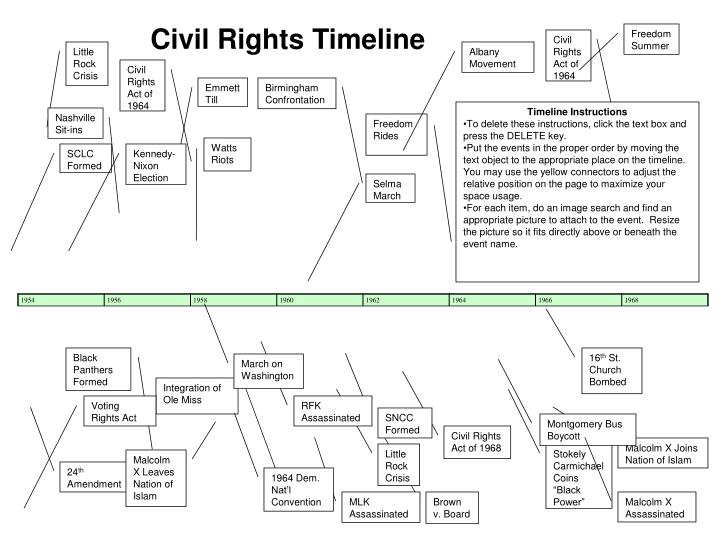 Civil Rights Timeline
Little
Rock
Crisis
Civil
Rights
Act of
1964
Emmett
Till
Birmingham
Confrontation
Albany
Movement
Civil
Rights
Act of
1964
Freedom
Summer
Nashville
Sit-ins
SCLC
Formed
Kennedy-
Nixon
Election
Watts
Riots
Freedom
Rides
Selma
March
Timeline Instructions
•To delete these instructions, click the text box and
press the DELETE key.
•Put the events in the proper order by moving the
text object to the appropriate place on the timeline.
You may use the yellow connectors to adjust the
relative position on the page to maximize your
space usage.
•For each item, do an image search and find an
appropriate picture to attach to the event.  Resize
the picture so it fits directly above or beneath the
event name.
1954
1956
1958
1960
1962
1964
1966
1968
Black
Panthers
Formed
Integration of
Ole Miss
March on
Washington
16th St.
Church
Bombed
Voting
Rights Act
RFK
Assassinated
SNCC
Formed
Civil Rights
Act of 1968
Montgomery Bus
Boycott
24th
Amendment
Malcolm
X Leaves
Nation of
Islam
1964 Dem.
Nat’l
Convention
Little
Rock
Crisis
MLK
Assassinated
Brown
v. Board
Stokely
Carmichael
Coins
“Black
Power”
Malcolm X Joins
Nation of Islam
Malcolm X
Assassinated